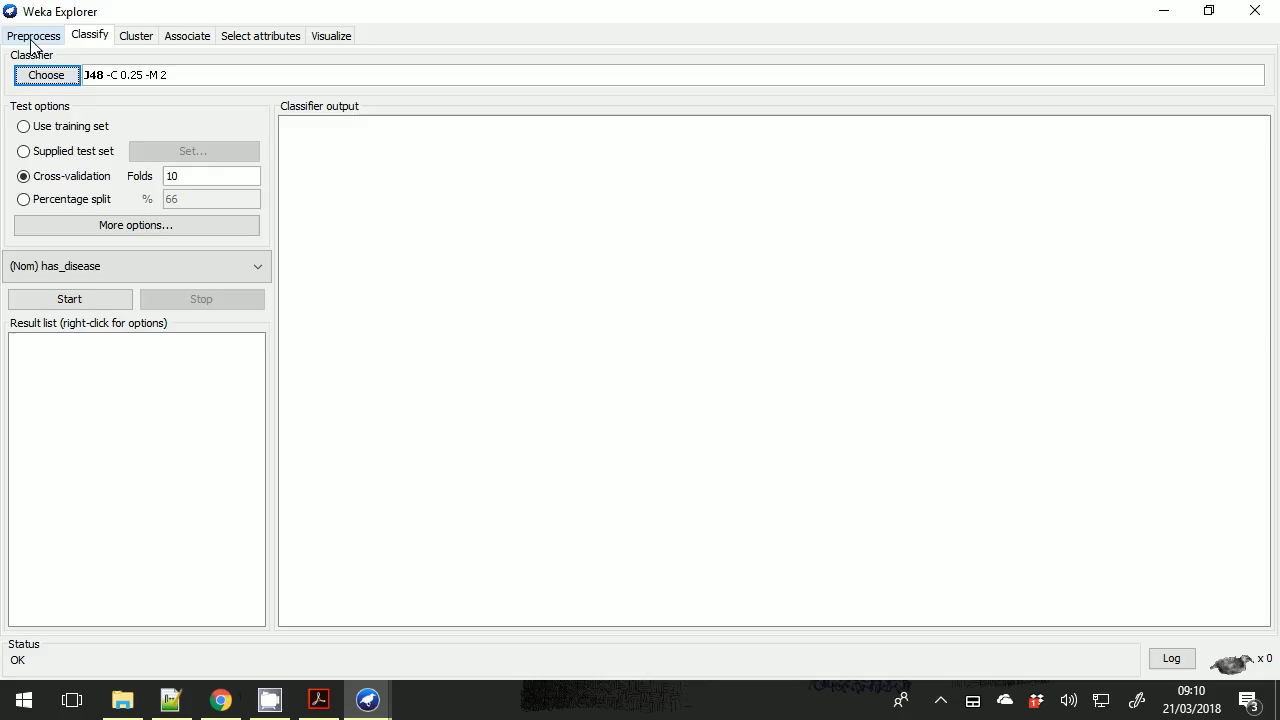 Weka Explorer
Preprocess Classify Cluster Associate Select attributes Visualize
Classifier
Choose J48 -C 0.25 -M 2
Test options
Use training set
Supplied test set Set...
Cross-validation Folds 10
Percentage split % 66
More options...
(Nom) has_disease
Start Stop
Result list (right-click for options)
Classifier output
Status
OK
Log x 0
09:10
21/03/2018
1
3